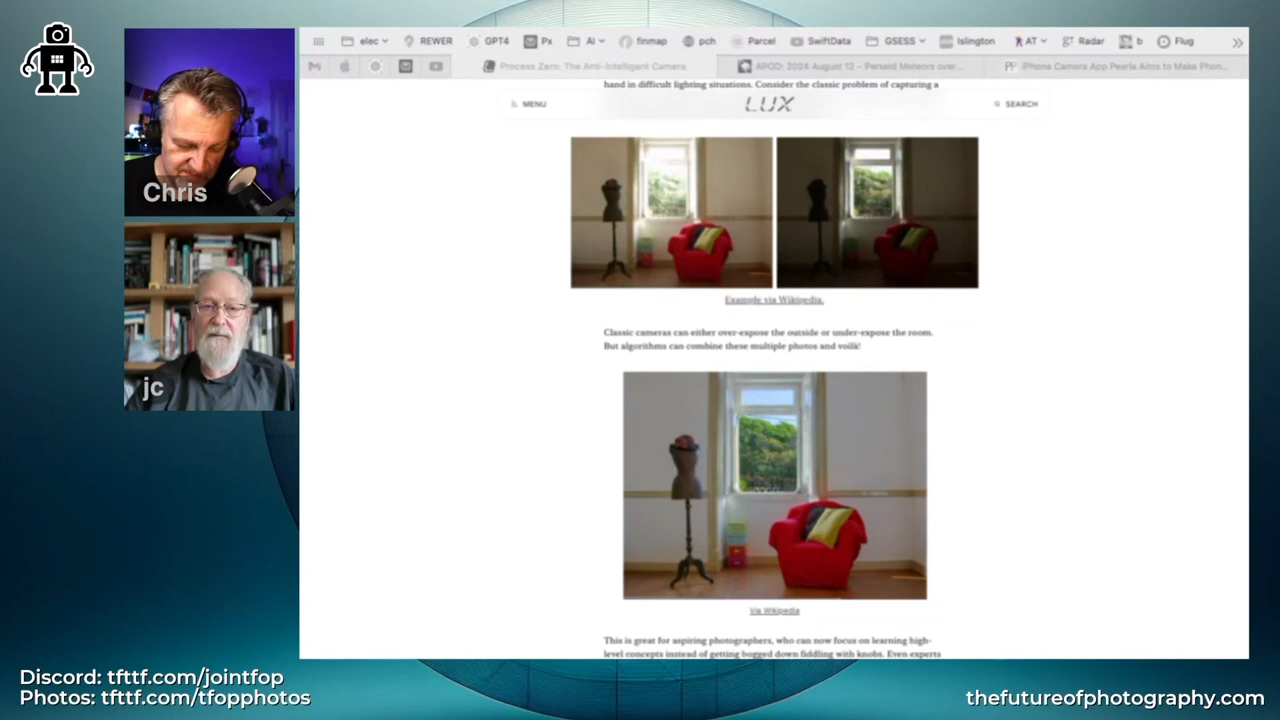 elec
REWER
GPT4
Px
AI
finmap
pch
Parcel
SwiftData
GSESS
Islington
AT
Radar
b
Flug
Process Zero: The Anti-Intelligent Camera
APOD: 2024 August 12 – Perseid Meteors over...
iPhone Camera App Pearla Aims to Make Phon...
hand in difficult lighting situations. Consider the classic problem of capturing a
MENU
LUX
SEARCH
Chris
Example via Wikipedia.
Classic cameras can either over-expose the outside or under-expose the room.
But algorithms can combine these multiple photos and voilà!
jc
Via Wikipedia
This is great for aspiring photographers, who can now focus on learning high-
level concepts instead of getting bogged down fiddling with knobs. Even experts
Discord: tfttf.com/jointfop
Photos: tfttf.com/tfopphotos
thefutureofphotography.com